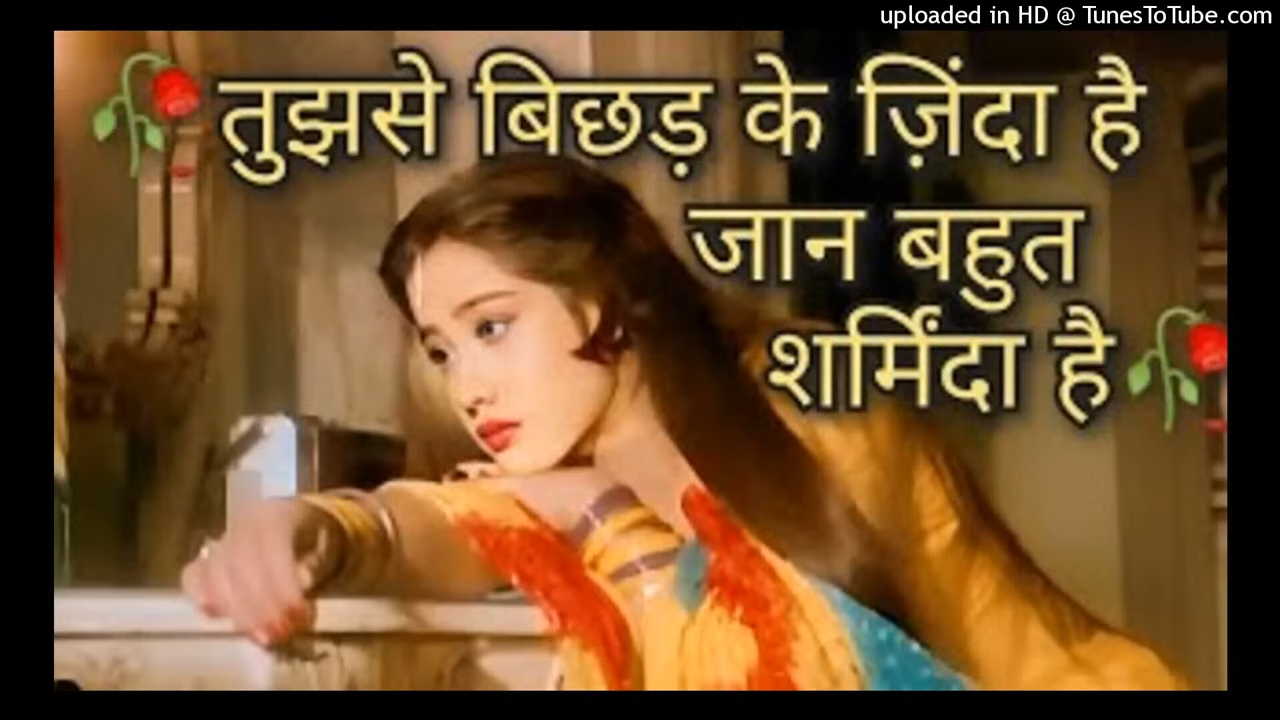 uploaded in HD @ TunesToTube.com
तुझसे बिछड़ के ज़िंदा है
जान बहुत
शर्मिंदा है